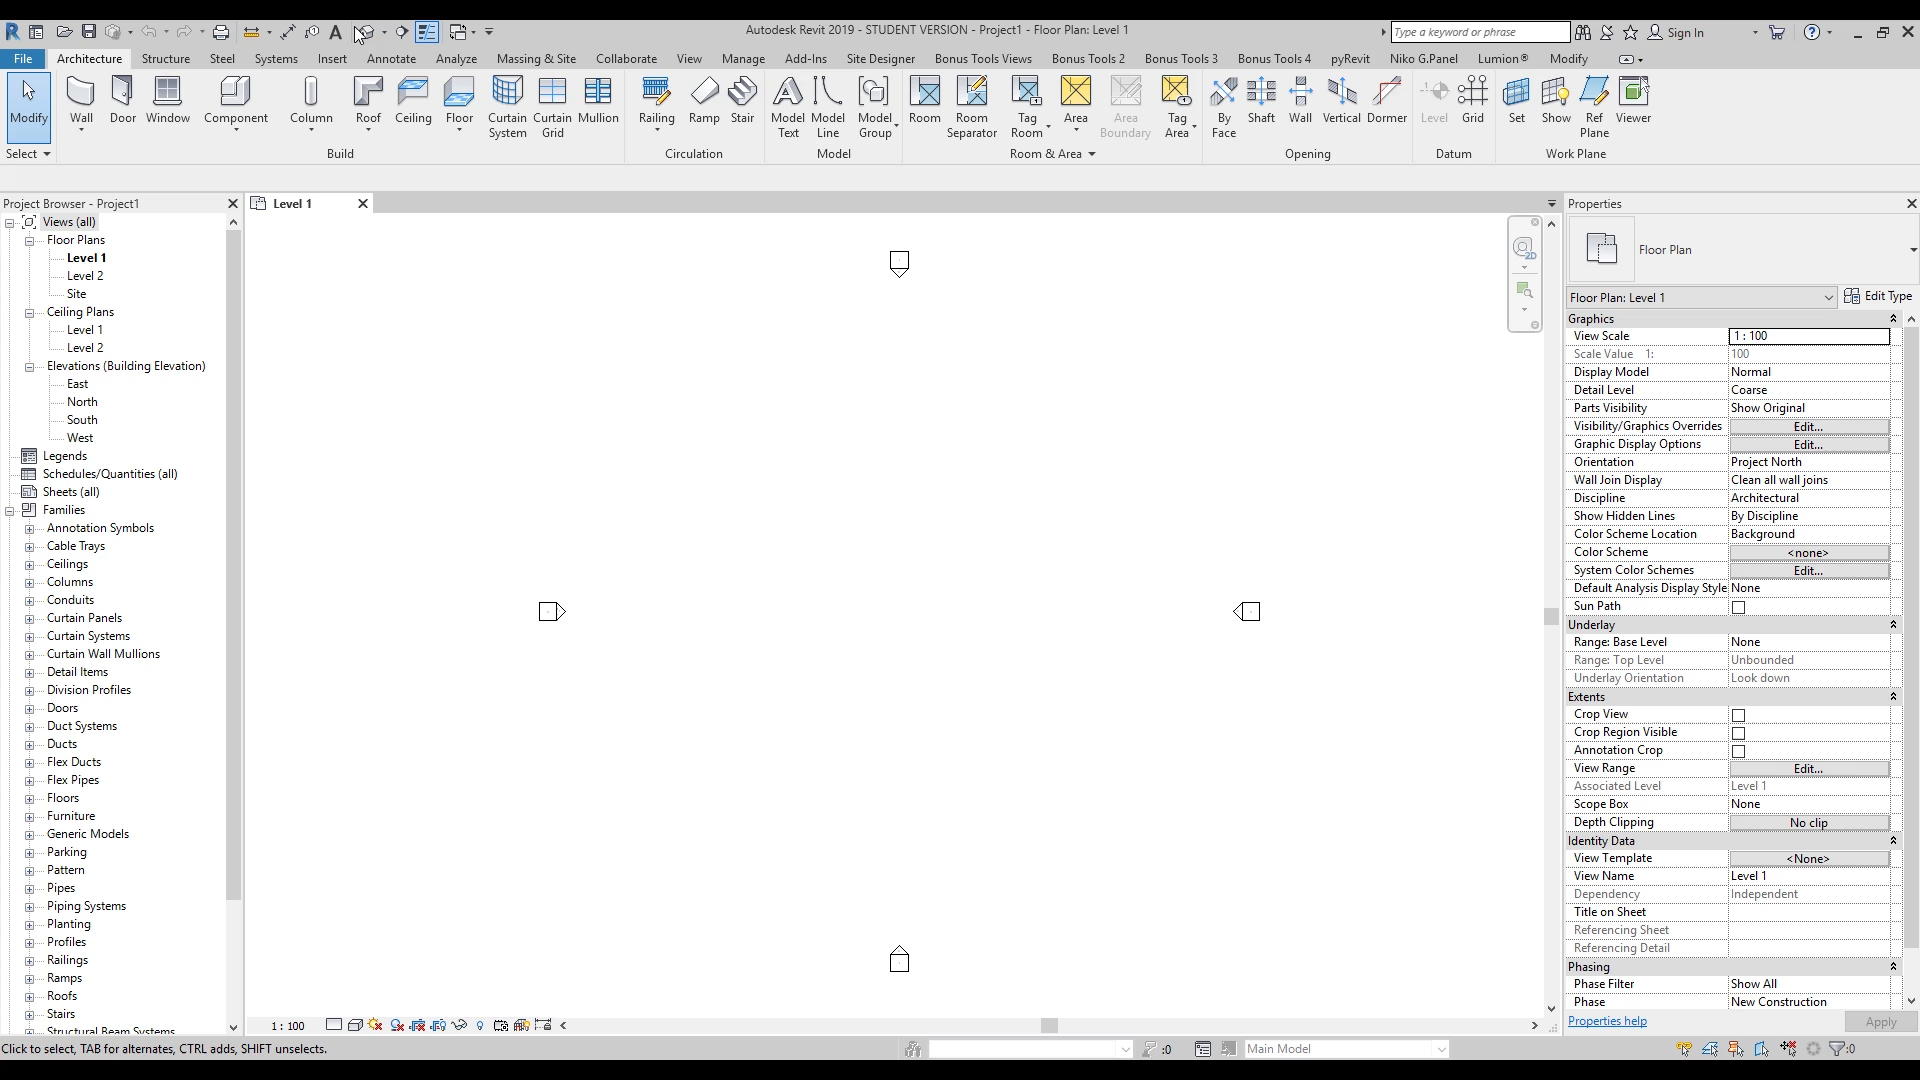 Autodesk Revit 2019 - STUDENT VERSION - Project1 - Floor Plan: Level 1
Type a keyword or phrase
Sign In
File Architecture Structure Steel Systems Insert Annotate Analyze Massing & Site Collaborate View Manage Add-Ins Site Designer Bonus Tools Views Bonus Tools 2 Bonus Tools 3 Bonus Tools 4 pyRevit Niko G.Panel Lumion® Modify
Modify Wall Door Window Component Column Roof Ceiling Floor Curtain System Curtain Grid Mullion Railing Ramp Stair Model Text Model Line Model Group Room Room Separator Tag Room Area Area Boundary Tag Area By Face Shaft Wall Vertical Dormer Level Grid Set Show Ref Plane Viewer
Select Build Circulation Model Room & Area Opening Datum Work Plane
Project Browser - Project1
Views (all)
Floor Plans
Level 1
Level 2
Site
Ceiling Plans
Level 1
Level 2
Elevations (Building Elevation)
East
North
South
West
Legends
Schedules/Quantities (all)
Sheets (all)
Families
Annotation Symbols
Cable Trays
Ceilings
Columns
Conduits
Curtain Panels
Curtain Systems
Curtain Wall Mullions
Detail Items
Division Profiles
Doors
Duct Systems
Ducts
Flex Ducts
Flex Pipes
Floors
Furniture
Generic Models
Parking
Pattern
Pipes
Piping Systems
Planting
Profiles
Railings
Ramps
Roofs
Stairs
Structural Beam Systems
Level 1
2D
1 : 100
Properties
Floor Plan
Floor Plan: Level 1 Edit Type
Graphics
View Scale 1 : 100
Scale Value 1: 100
Display Model Normal
Detail Level Coarse
Parts Visibility Show Original
Visibility/Graphics Overrides Edit...
Graphic Display Options Edit...
Orientation Project North
Wall Join Display Clean all wall joins
Discipline Architectural
Show Hidden Lines By Discipline
Color Scheme Location Background
Color Scheme <none>
System Color Schemes Edit...
Default Analysis Display Style None
Sun Path
Underlay
Range: Base Level None
Range: Top Level Unbounded
Underlay Orientation Look down
Extents
Crop View
Crop Region Visible
Annotation Crop
View Range Edit...
Associated Level Level 1
Scope Box None
Depth Clipping No clip
Identity Data
View Template <None>
View Name Level 1
Dependency Independent
Title on Sheet
Referencing Sheet
Referencing Detail
Phasing
Phase Filter Show All
Phase New Construction
Properties help Apply
Click to select, TAB for alternates, CTRL adds, SHIFT unselects.
:0
Main Model
:0